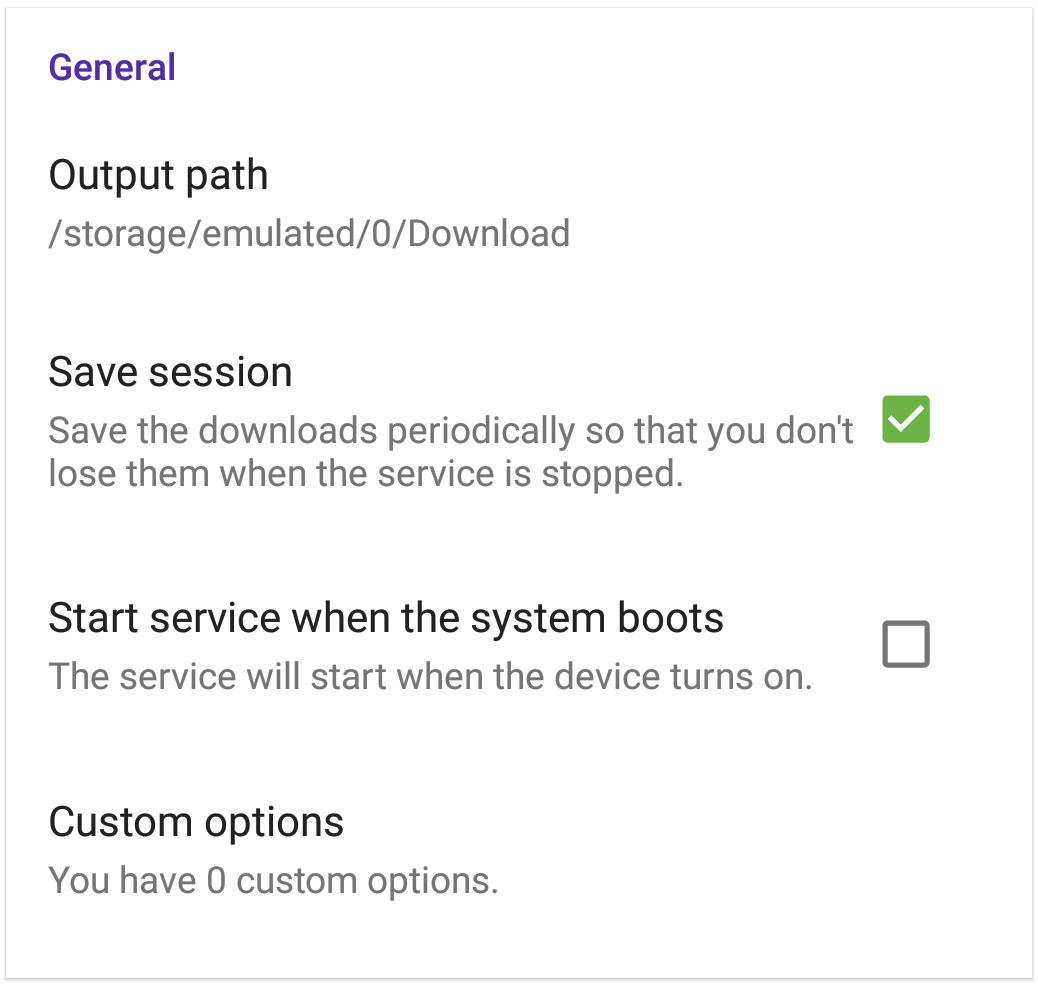 General
Output path
/storage/emulated/0/Download
Save session
Save the downloads periodically so that you don't
lose them when the service is stopped.
Start service when the system boots
The service will start when the device turns on.
Custom options
You have 0 custom options.